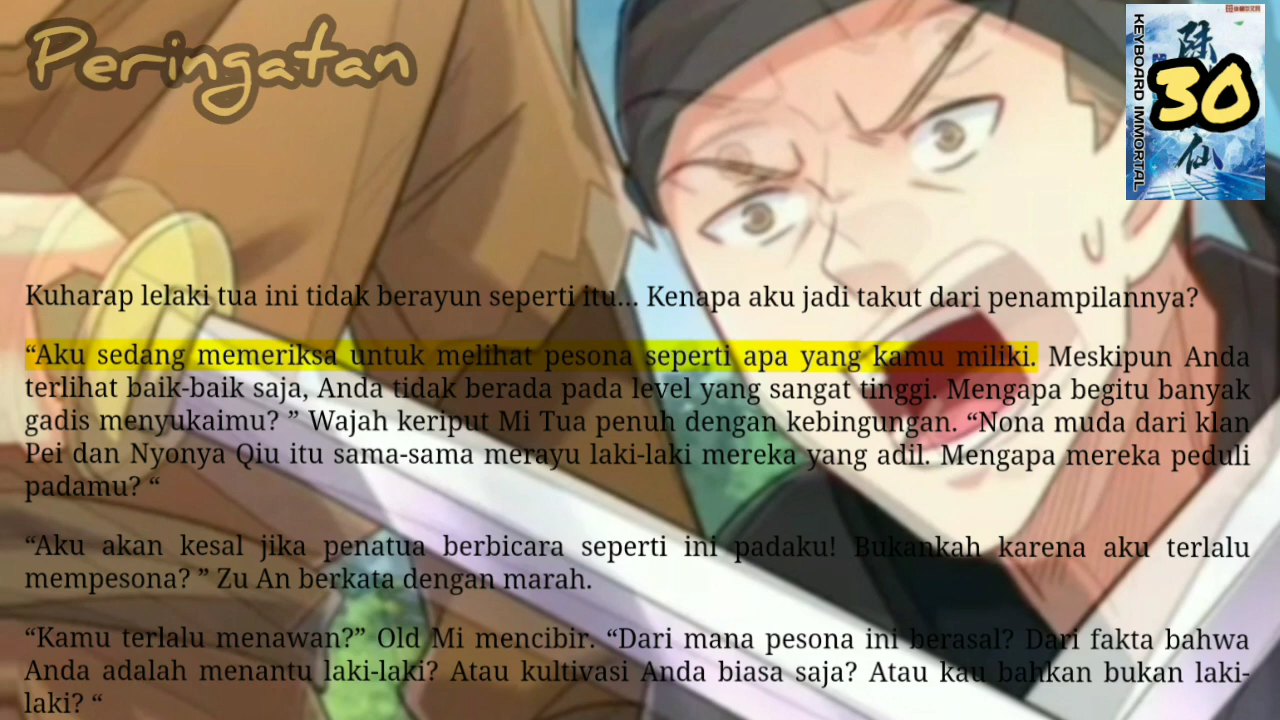 Peringatan
KEYBOARD IMMORTAL
30
仙
Kuharap lelaki tua ini tidak berayun seperti itu... Kenapa aku jadi takut dari penampilannya?
“Aku sedang memeriksa untuk melihat pesona seperti apa yang kamu miliki. Meskipun Anda
terlihat baik-baik saja, Anda tidak berada pada level yang sangat tinggi. Mengapa begitu banyak
gadis menyukaimu? ” Wajah keriput Mi Tua penuh dengan kebingungan. “Nona muda dari klan
Pei dan Nyonya Qiu itu sama-sama merayu laki-laki mereka yang adil. Mengapa mereka peduli
padamu? “
“Aku akan kesal jika penatua berbicara seperti ini padaku! Bukankah karena aku terlalu
mempesona? ” Zu An berkata dengan marah.
“Kamu terlalu menawan?” Old Mi mencibir. “Dari mana pesona ini berasal? Dari fakta bahwa
Anda adalah menantu laki-laki? Atau kultivasi Anda biasa saja? Atau kau bahkan bukan laki-
laki? “